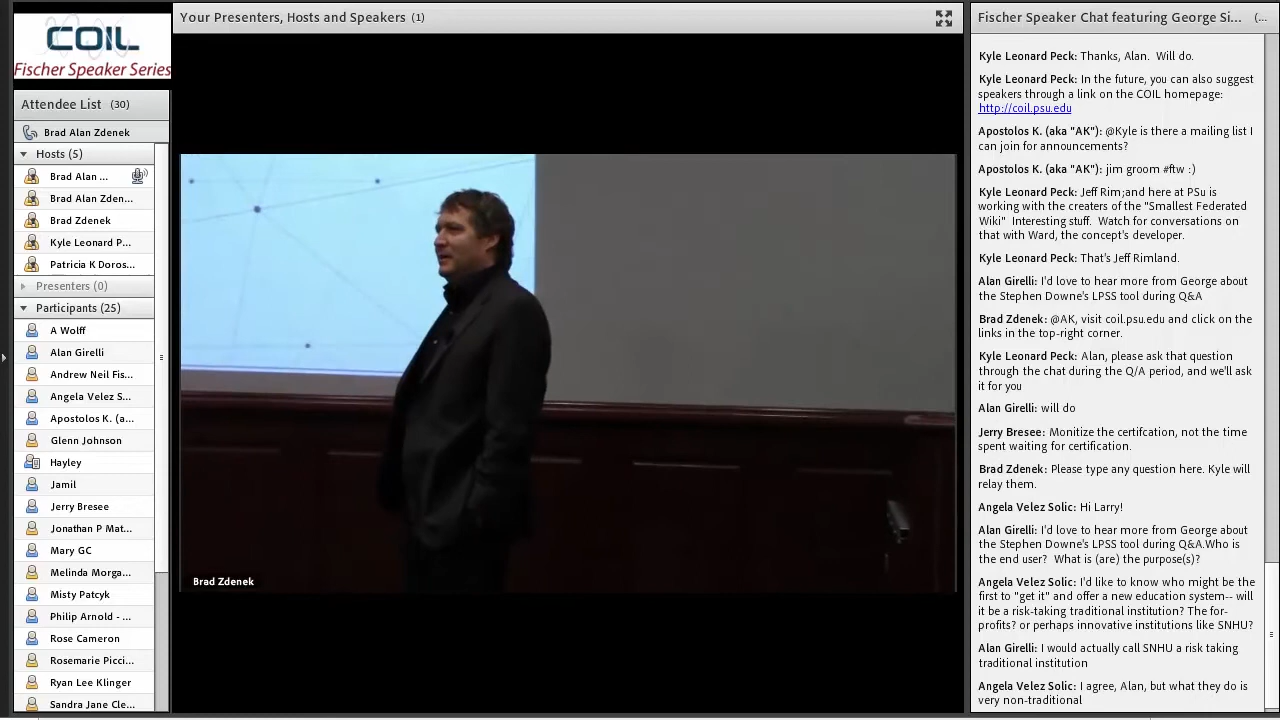 COIL
Fischer Speaker Series
Attendee List (30)
Brad Alan Zdenek
Hosts (5)
Brad Alan ...
Brad Alan Zden...
Brad Zdenek
Kyle Leonard P...
Patricia K Doros...
Presenters (0)
Participants (25)
A Wolff
Alan Girelli
Andrew Neil Fis...
Angela Velez S...
Apostolos K. (a...
Glenn Johnson
Hayley
Jamil
Jerry Bresee
Jonathan P Mat...
Mary GC
Melinda Morga...
Misty Patcyk
Philip Arnold - ...
Rose Cameron
Rosemarie Picci...
Ryan Lee Klinger
Sandra Jane Cle...
Your Presenters, Hosts and Speakers (1)
Brad Zdenek
Fischer Speaker Chat featuring George Si... (...
Kyle Leonard Peck: Thanks, Alan. Will do.
Kyle Leonard Peck: In the future, you can also suggest
speakers through a link on the COIL homepage:
http://coil.psu.edu
Apostolos K. (aka "AK"): @Kyle is there a mailing list I
can join for announcements?
Apostolos K. (aka "AK"): jim groom #ftw :)
Kyle Leonard Peck: Jeff Rim;and here at PSu is
working with the creators of the "Smallest Federated
Wiki" Interesting stuff. Watch for conversations on
that with Ward, the concept's developer.
Kyle Leonard Peck: That's Jeff Rimland.
Alan Girelli: I'd love to hear more from George about
the Stephen Downe's LPSS tool during Q&A
Brad Zdenek: @AK, visit coil.psu.edu and click on the
links in the top-right corner.
Kyle Leonard Peck: Alan, please ask that question
through the chat during the Q/A period, and we'll ask
it for you
Alan Girelli: will do
Jerry Bresee: Monitize the certifcation, not the time
spent waiting for certification.
Brad Zdenek: Please type any question here. Kyle will
relay them.
Angela Velez Solic: Hi Larry!
Alan Girelli: I'd love to hear more from George about
the Stephen Downe's LPSS tool during Q&A.Who is
the end user? What is (are) the purpose(s)?
Angela Velez Solic: I'd like to know who might be the
first to "get it" and offer a new education system-- will
it be a risk-taking traditional institution? The for-
profits? or perhaps innovative institutions like SNHU?
Alan Girelli: I would actually call SNHU a risk taking
traditional institution
Angela Velez Solic: I agree, Alan, but what they do is
very non-traditional